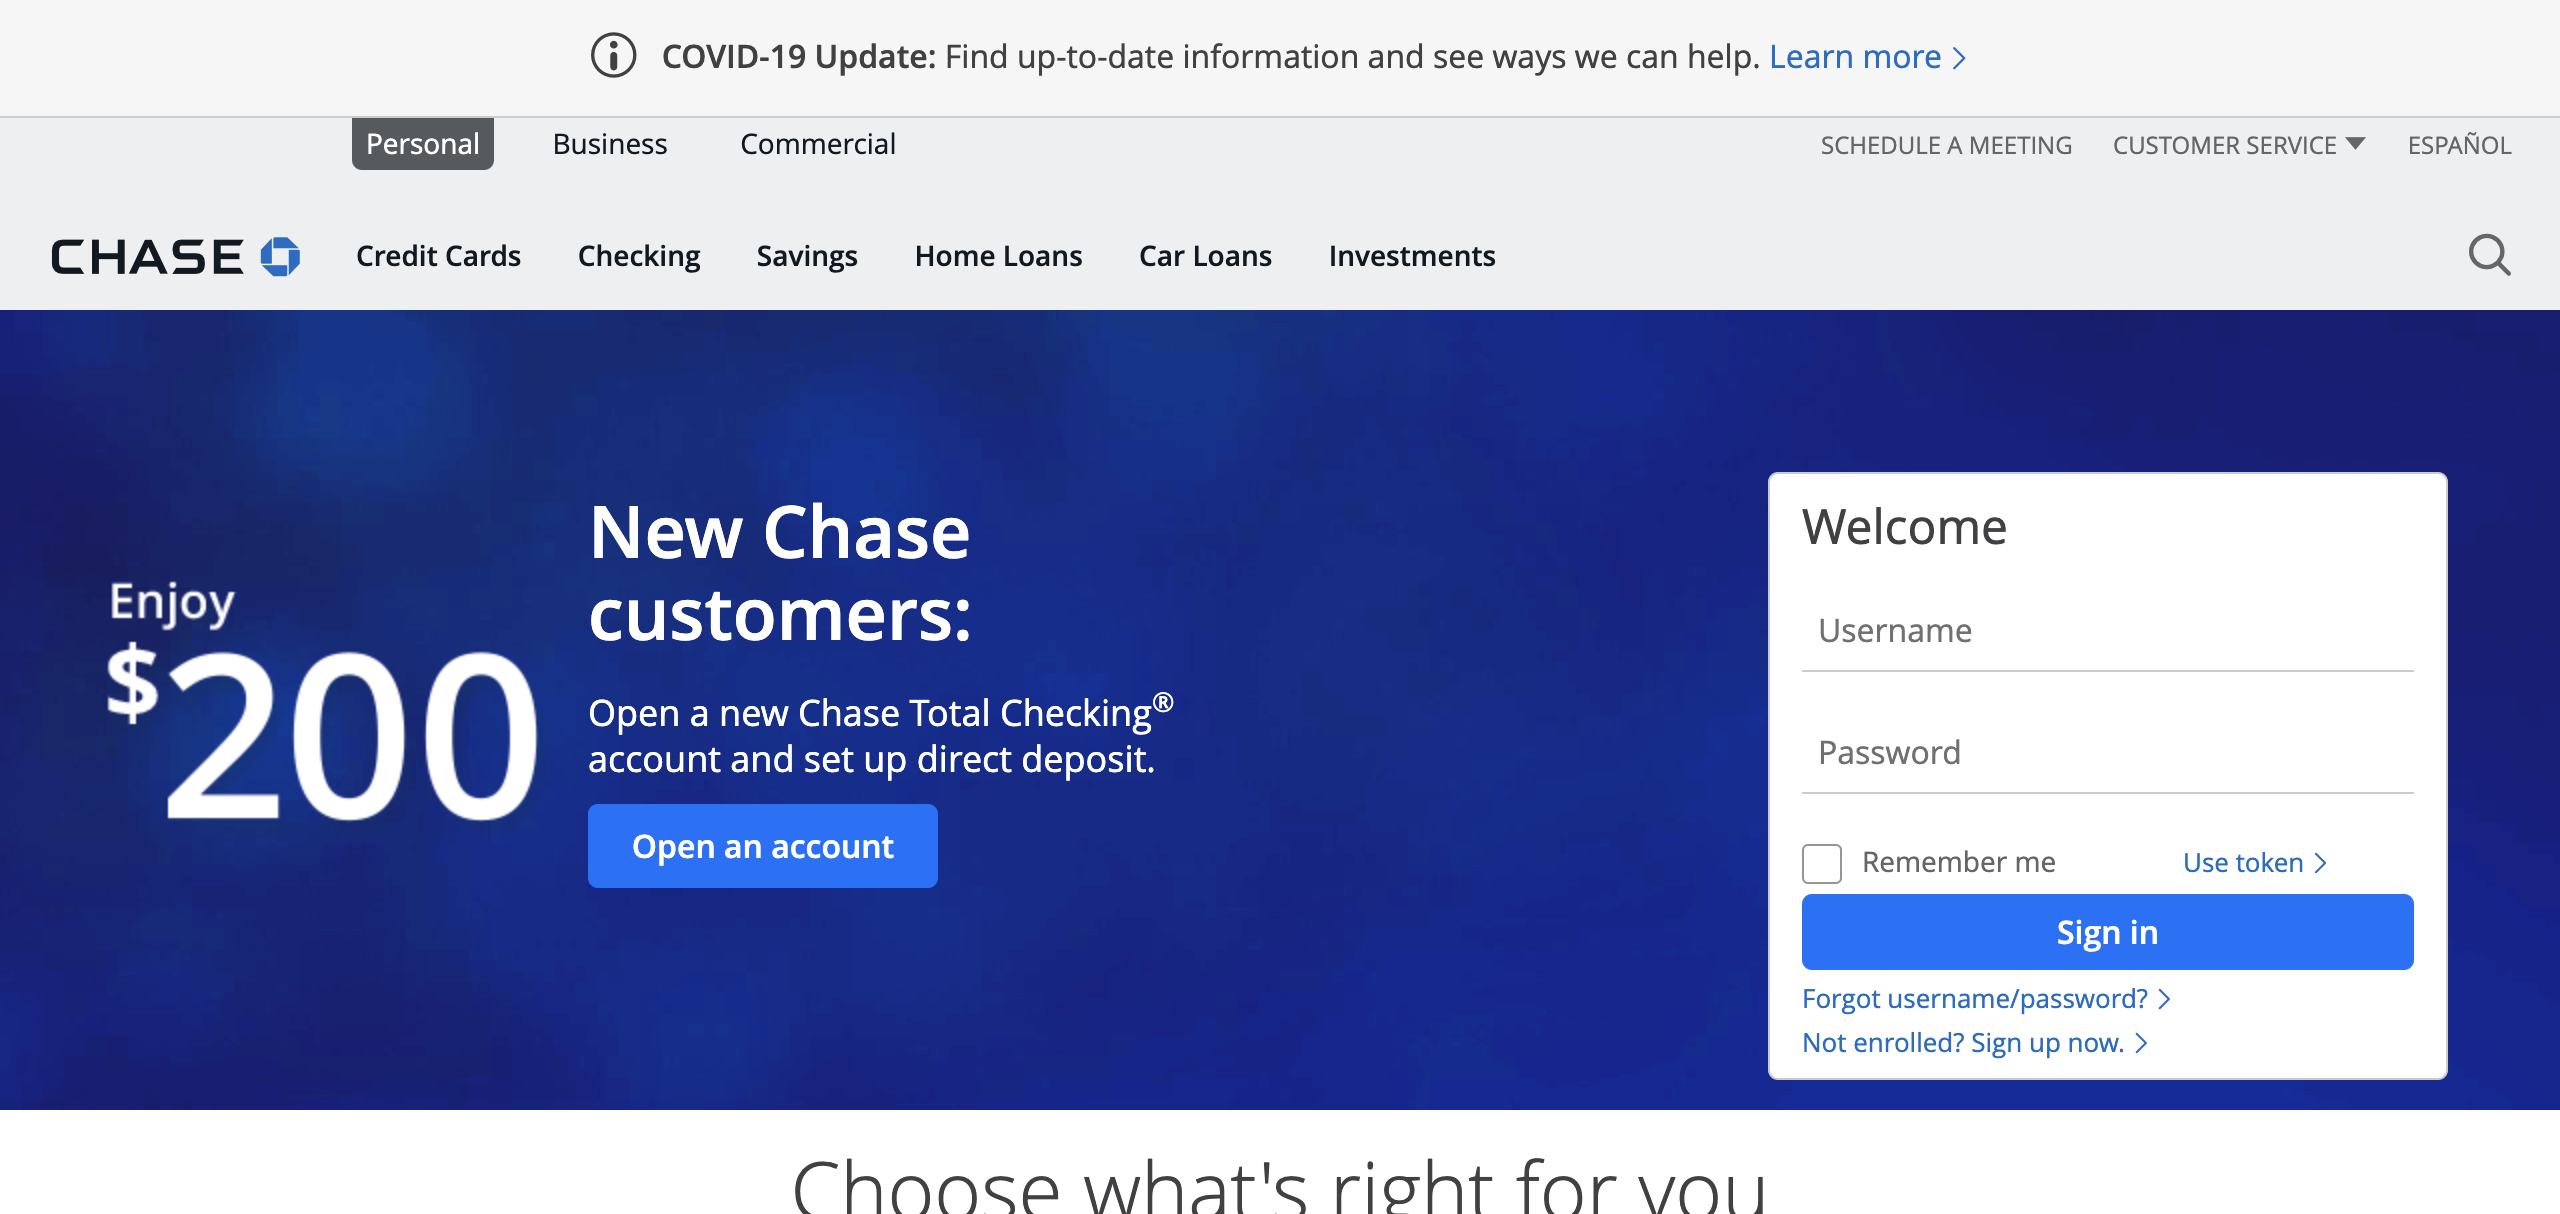 COVID-19 Update: Find up-to-date information and see ways we can help. Learn more
Personal Business Commercial SCHEDULE A MEETING CUSTOMER SERVICE ESPAÑOL
CHASE Credit Cards Checking Savings Home Loans Car Loans Investments
Enjoy
$200
New Chase
customers:
Open a new Chase Total Checking®
account and set up direct deposit.
Open an account
Welcome
Username
Password
Remember me Use token
Sign in
Forgot username/password?
Not enrolled? Sign up now.
Choose what's right for you